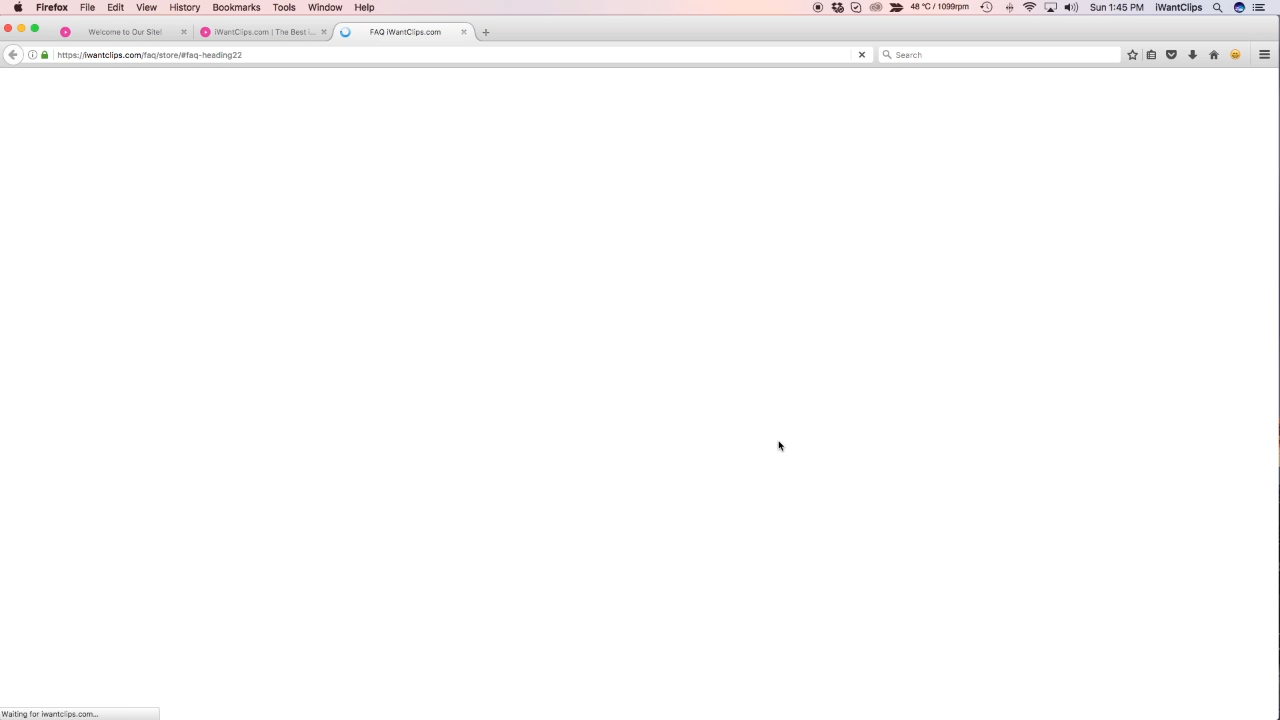 Firefox File Edit View History Bookmarks Tools Window Help 48 °C / 1099rpm Sun 1:45 PM iWantClips
Welcome to Our Site! iWantClips.com | The Best i... FAQ iWantClips.com
https://iwantclips.com/faq/store/#faq-heading22 Search
Waiting for iwantclips.com...